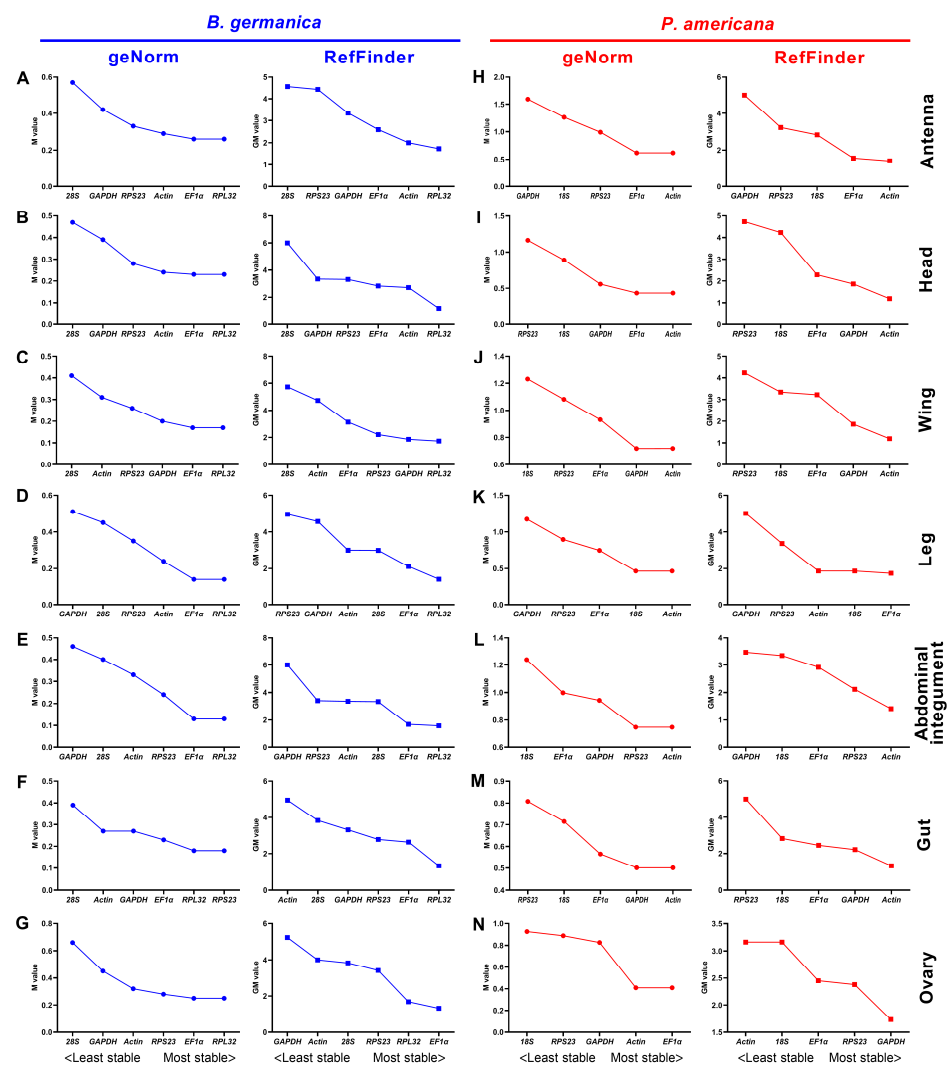 B. germanica P. americana
geNorm RefFinder geNorm RefFinder
A H Antenna
M value GM value M value GM value
0.6 0.4 0.2 0.0 5 4 3 2 1 0 2.0 1.5 1.0 0.5 0.0 6 4 2 0
28S GAPDH RPS23 Actin EF1α RPL32 28S RPS23 GAPDH EF1α Actin RPL32 GAPDH 18S RPS23 EF1α Actin GAPDH RPS23 18S EF1α Actin
B I Head
M value GM value M value GM value
0.5 0.4 0.3 0.2 0.1 0.0 8 6 4 2 0 1.5 1.0 0.5 0.0 5 4 3 2 1 0
28S GAPDH RPS23 Actin EF1α RPL32 28S GAPDH RPS23 EF1α Actin RPL32 RPS23 18S GAPDH EF1α Actin RPS23 18S EF1α GAPDH Actin
C J Wing
M value GM value M value GM value
0.5 0.4 0.3 0.2 0.1 0.0 8 6 4 2 0 1.4 1.2 1.0 0.8 0.6 5 4 3 2 1 0
28S Actin RPS23 GAPDH EF1α RPL32 28S Actin EF1α RPS23 GAPDH RPL32 18S RPS23 EF1α GAPDH Actin RPS23 18S EF1α GAPDH Actin
D K Leg
M value GM value M value GM value
0.6 0.4 0.2 0.0 6 4 2 0 1.5 1.0 0.5 0.0 6 4 2 0
GAPDH 28S RPS23 Actin EF1α RPL32 RPS23 GAPDH Actin 28S EF1α RPL32 GAPDH RPS23 EF1α 18S Actin GAPDH RPS23 Actin 18S EF1α
E L Abdominal integument
M value GM value M value GM value
0.5 0.4 0.3 0.2 0.1 0.0 8 6 4 2 0 1.4 1.2 1.0 0.8 0.6 4 3 2 1 0
GAPDH 28S Actin RPS23 EF1α RPL32 GAPDH RPS23 Actin 28S EF1α RPL32 18S EF1α GAPDH RPS23 Actin GAPDH 18S EF1α RPS23 Actin
F M Gut
M value GM value M value GM value
0.5 0.4 0.3 0.2 0.1 0.0 6 4 2 0 0.9 0.8 0.7 0.6 0.5 0.4 6 4 2 0
28S Actin GAPDH EF1α RPL32 RPS23 Actin 28S GAPDH RPS23 EF1α RPL32 RPS23 18S EF1α GAPDH Actin RPS23 18S EF1α GAPDH Actin
G N Ovary
M value GM value M value GM value
0.8 0.6 0.4 0.2 0.0 6 4 2 0 1.0 0.8 0.6 0.4 0.2 0.0 3.5 3.0 2.5 2.0 1.5
28S GAPDH Actin RPS23 EF1α RPL32 GAPDH Actin 28S RPS23 RPL32 EF1α 18S RPS23 GAPDH Actin EF1α Actin 18S EF1α RPS23 GAPDH
<Least stable Most stable> <Least stable Most stable> <Least stable Most stable> <Least stable Most stable>